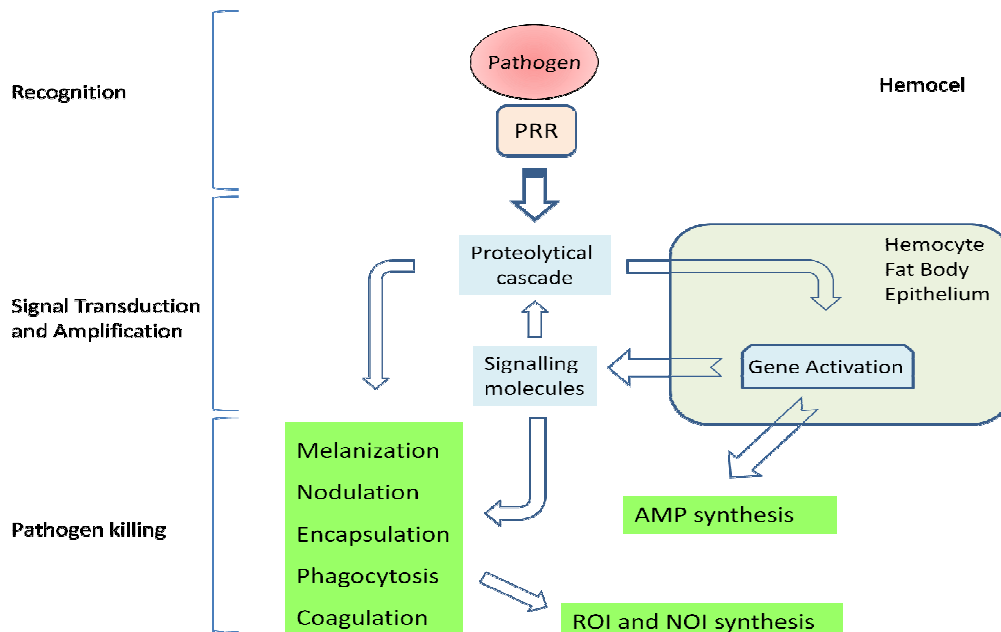 Pathogen
Recognition
Hemocel
PRR
Proteolytical
cascade
Hemocyte
Fat Body
Epithelium
Signal Transduction
and Amplification
Signalling
molecules
Gene Activation
Melanization
Nodulation
Encapsulation
Phagocytosis
Coagulation
Pathogen killing
AMP synthesis
ROI and NOI synthesis